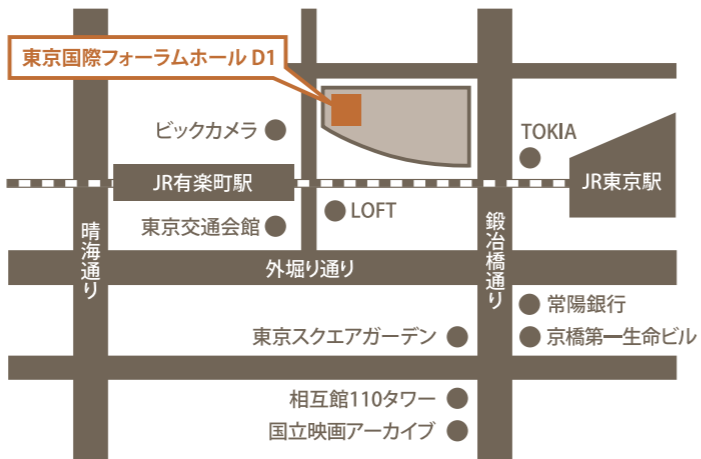 東京国際フォーラムホール D1
ビックカメラ
TOKIA
JR有楽町駅
JR東京駅
LOFT
東京交通会館
晴海通り
鍛冶橋通り
外堀り通り
常陽銀行
東京スクエアガーデン
京橋第一生命ビル
相互館110タワー
国立映画アーカイブ